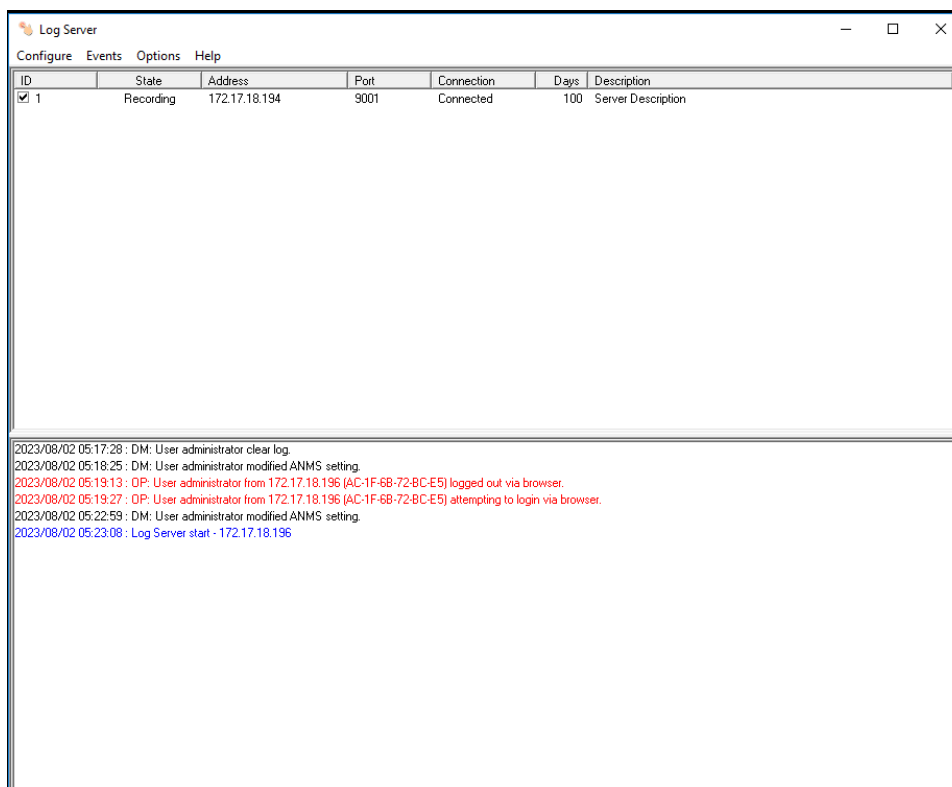 Log Server
Configure Events Options Help
ID State Address Port Connection Days Description
1 Recording 172.17.18.194 9001 Connected 100 Server Description
2023/08/02 05:17:28 : DM: User administrator clear log.
2023/08/02 05:18:25 : DM: User administrator modified ANMS setting.
2023/08/02 05:19:13 : OP: User administrator from 172.17.18.196 (AC-1F-6B-72-BC-E5) logged out via browser.
2023/08/02 05:19:27 : OP: User administrator from 172.17.18.196 (AC-1F-6B-72-BC-E5) attempting to login via browser.
2023/08/02 05:22:59 : DM: User administrator modified ANMS setting.
2023/08/02 05:23:08 : Log Server start - 172.17.18.196